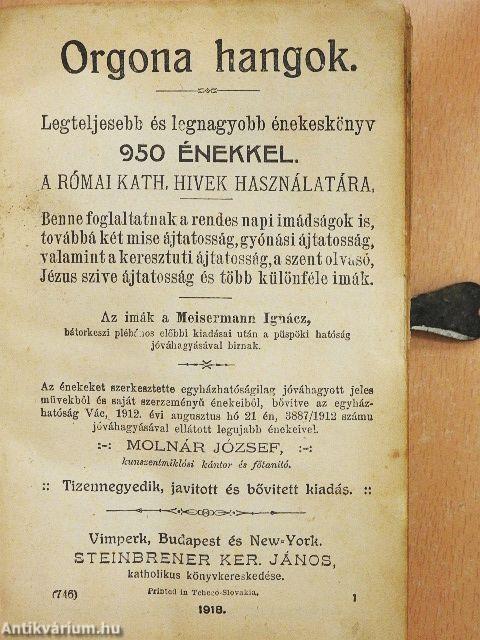 Orgona hangok.
Legteljesebb és legnagyobb énekeskönyv
950 ÉNEKKEL.
A RÓMAI KATH. HIVEK HASZNÁLATÁRA,
Benne foglaltatnak a rendes napi imádságok is,
továbbá két mise ájtatosság, gyónási ájtatosság,
valamint a keresztuti ájtatosság, a szent olvasó,
Jézus szive ájtatosság és több különféle imák.
Az imák a Meisermann Ignácz,
bátorkeszi plébános előbbi kiadásai után a püspöki hatóság
jóváhagyásával birnak.
Az énekeket szerkesztette egyházhatóságilag jóváhagyott jeles
művekből és saját szerzeményű énekeiből, bővitve az egyház-
hatóság Vác, 1912. évi augusztus hó 21 én, 3887/1912 számu
jóváhagyásával ellátott legujabb énekeivel.
:-: MOLNÁR JÓZSEF, :-:
kunszentmiklósi kántor és főtanító.
:: Tizennegyedik, javitott és bővitett kiadás. ::
Vimperk, Budapest és New-York.
STEINBRENER KER. JÁNOS,
katholikus könyvkereskedése.
(746) Printed in Tcheco-Slovakia, 1
1918.
Antikvárium.hu